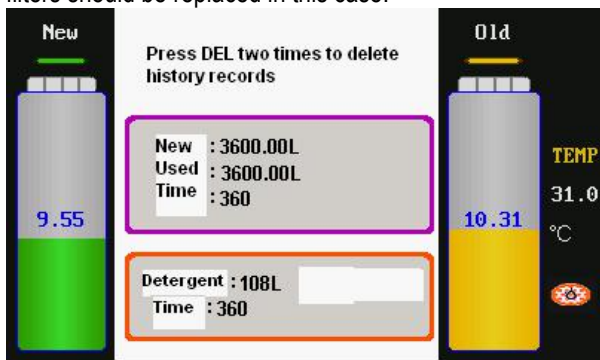 filters should be replaced in this case.
New
9.55
Press DEL two times to delete
history records
New : 3600.00L
Used : 3600.00L
Time : 360
Detergent : 108L
Time : 360
Old
10.31
TEMP
31.0
°C